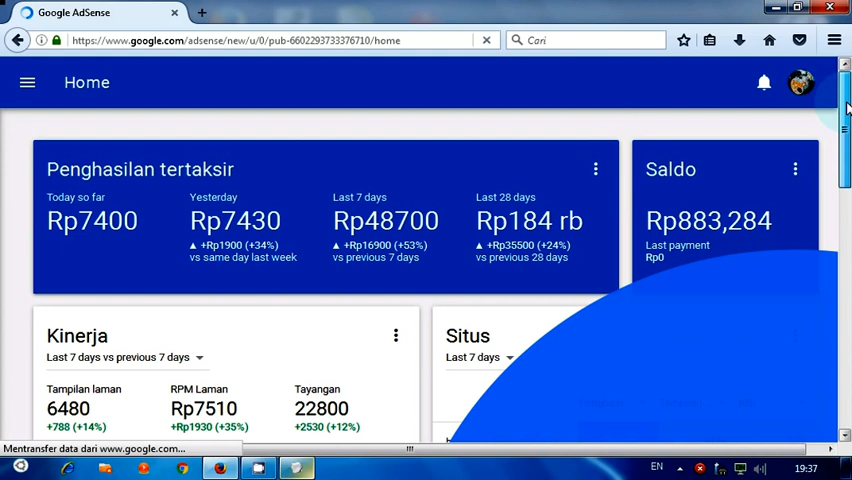 Google AdSense
https://www.google.com/adsense/new/u/0/pub-6602293733376710/home
Cari
Home
Penghasilan tertaksir
Today so far
Rp7400
Yesterday
Rp7430
▲ +Rp1900 (+34%)
vs same day last week
Last 7 days
Rp48700
▲ +Rp16900 (+53%)
vs previous 7 days
Last 28 days
Rp184 rb
▲ +Rp35500 (+24%)
vs previous 28 days
Saldo
Rp883,284
Last payment
Rp0
Kinerja
Last 7 days vs previous 7 days
Tampilan laman
6480
+788 (+14%)
RPM Laman
Rp7510
+Rp1930 (+35%)
Tayangan
22800
+2530 (+12%)
Situs
Last 7 days
Mentransfer data dari www.google.com...
EN
19:37